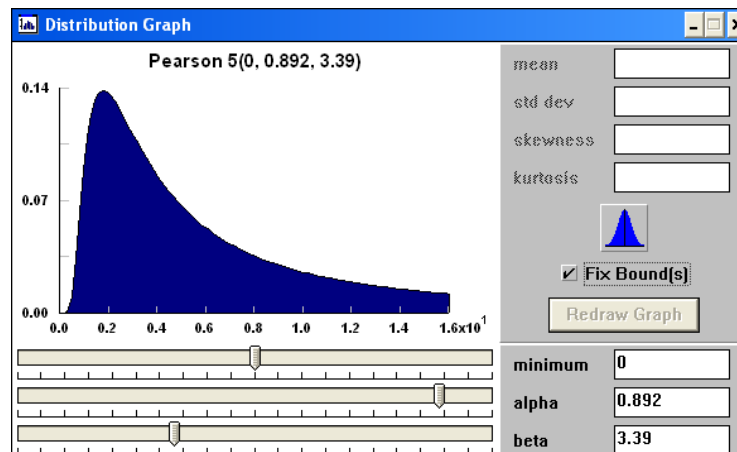 Distribution Graph
Pearson 5(0, 0.892, 3.39)
0.14
0.07
0.00
0.0 0.2 0.4 0.6 0.8 1.0 1.2 1.4 1.6x10^1
mean
std dev
skewness
kurtosis
Fix Bound(s)
Redraw Graph
minimum 0
alpha 0.892
beta 3.39